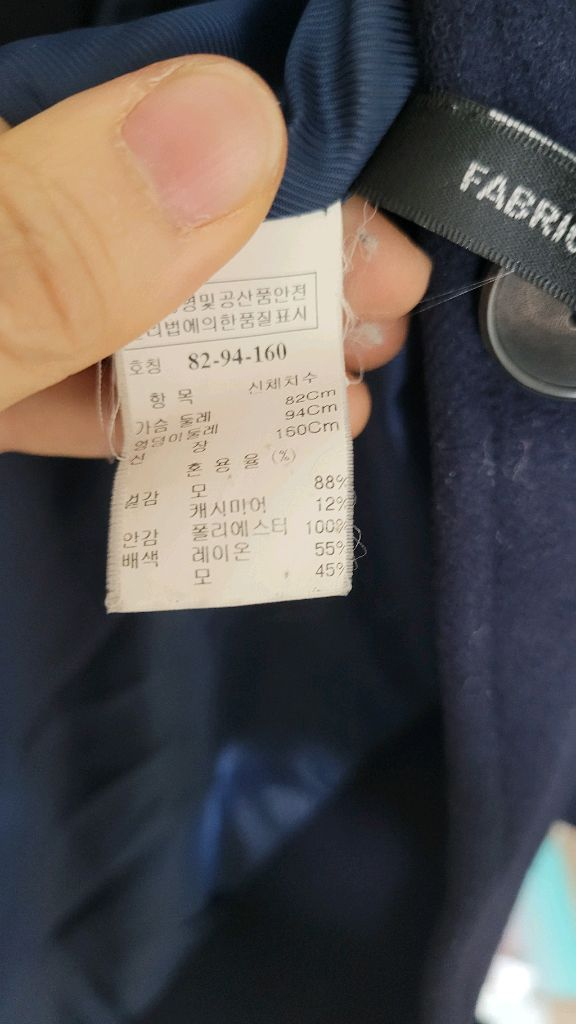 FABRIC
및공산품안전
법에의한품질표시
호칭 82-94-160
항 목 신체치수
가슴 둘레 82Cm
엉덩이둘레 94Cm
신 장 160Cm
혼 용 율 (%)
겉감 모 88%
캐시미어 12%
안감 폴리에스터 100%
배색 레이온 55%
모 45%